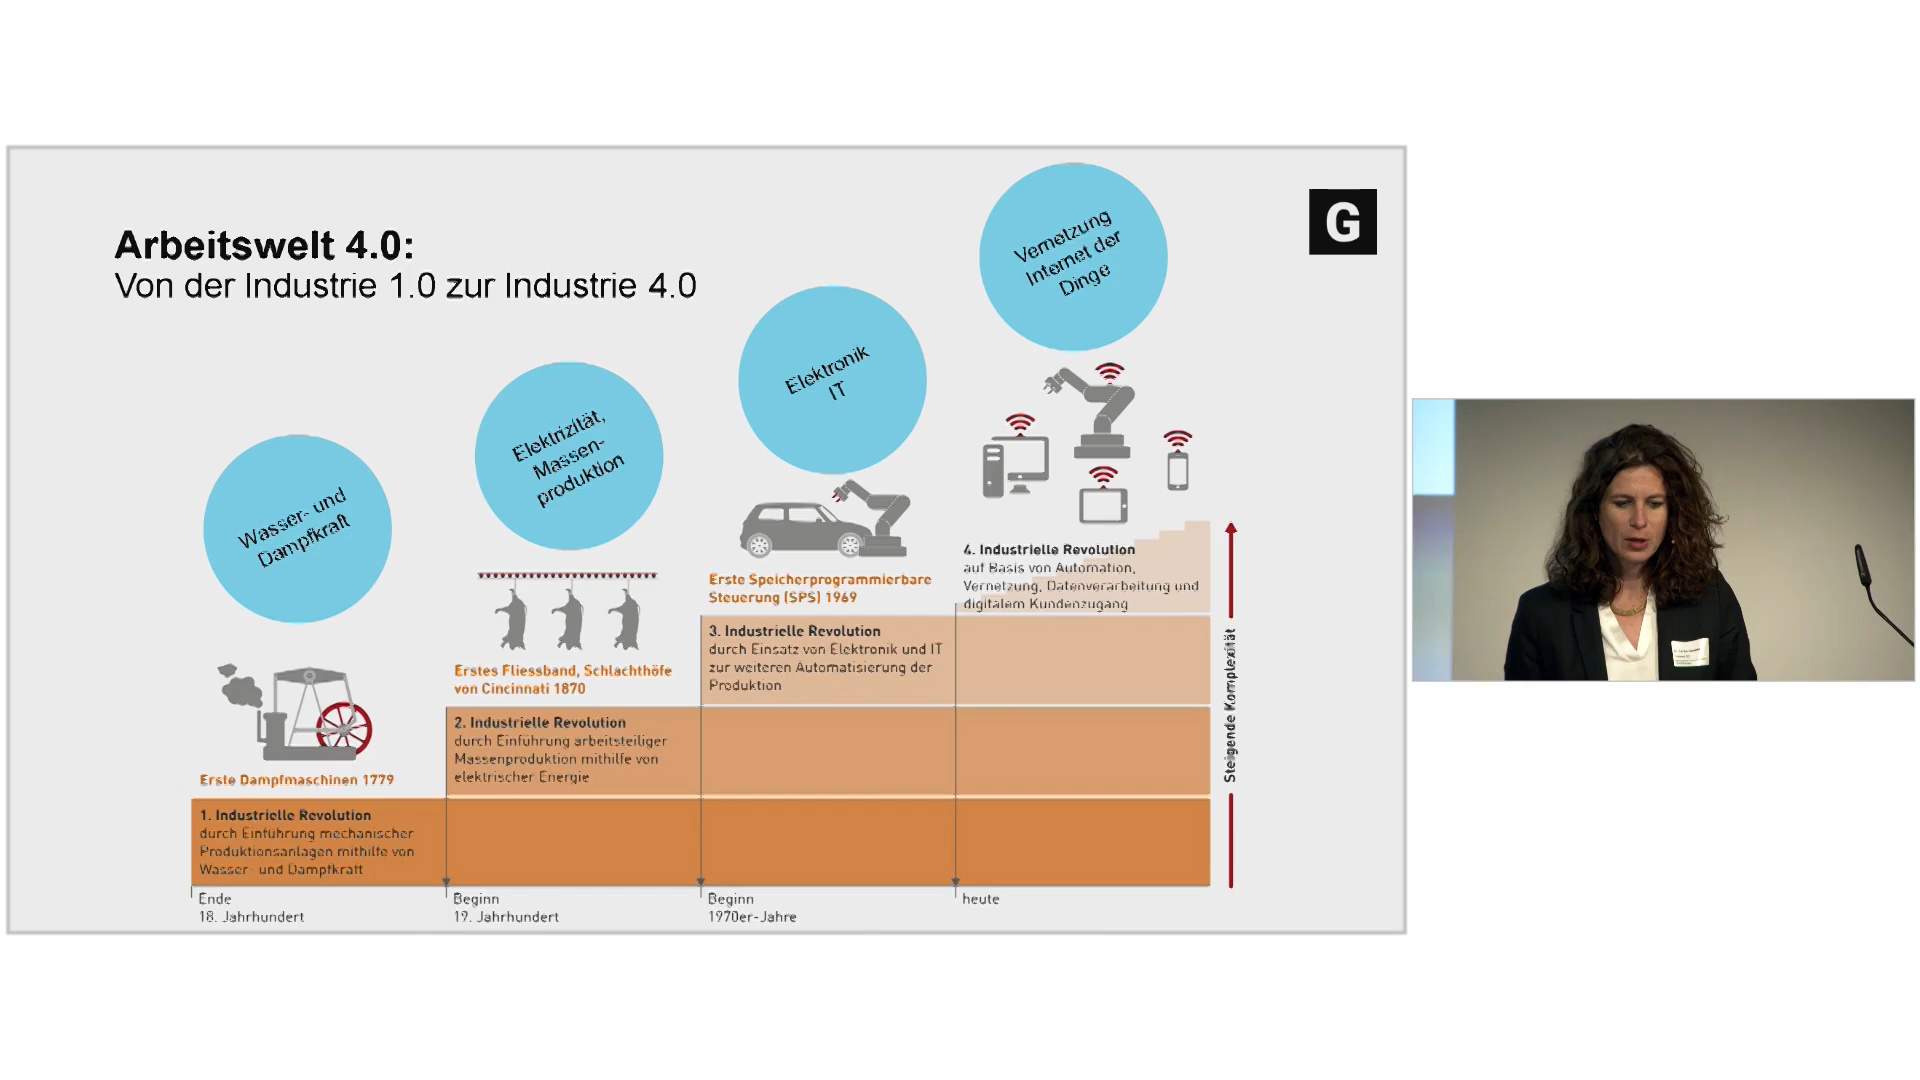 Arbeitswelt 4.0:
Von der Industrie 1.0 zur Industrie 4.0
G
Vernetzung
Internet der
Dinge
Elektronik
IT
Elektrizität,
Massen-
produktion
Wasser- und
Dampfkraft
4. Industrielle Revolution
auf Basis von Automation,
Vernetzung, Datenverarbeitung und
digitalem Kundenzugang
Erste Speicherprogrammierbare
Steuerung (SPS) 1969
3. Industrielle Revolution
durch Einsatz von Elektronik und IT
zur weiteren Automatisierung der
Produktion
Erstes Fliessband, Schlachthöfe
von Cincinnati 1870
2. Industrielle Revolution
durch Einführung arbeitsteiliger
Massenproduktion mithilfe von
elektrischer Energie
Erste Dampfmaschinen 1779
1. Industrielle Revolution
durch Einführung mechanischer
Produktionsanlagen mithilfe von
Wasser- und Dampfkraft
Steigende Komplexität
Ende
18. Jahrhundert
Beginn
19. Jahrhundert
Beginn
1970er-Jahre
heute